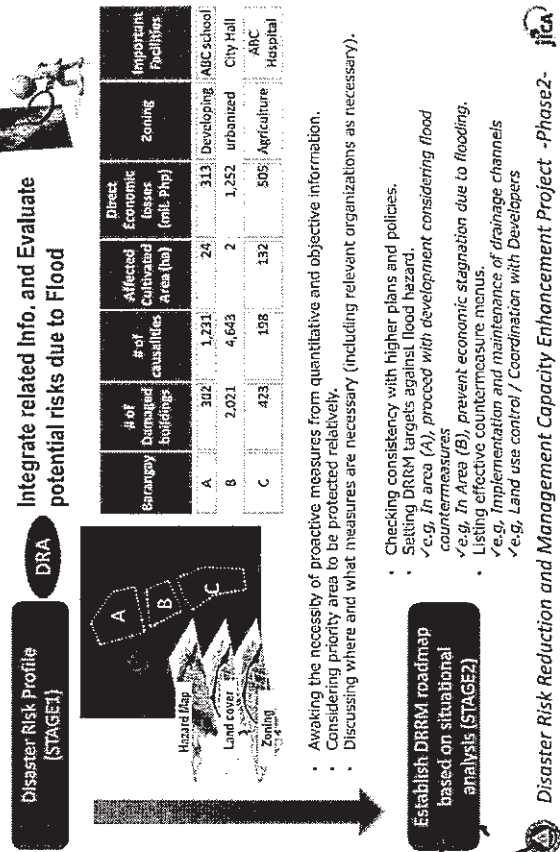 Disaster Risk Profile
(STAGE1)
DRA
Integrate related Info, and Evaluate
potential risks due to Flood
Hazard Map
Land cover
Zoning
A
B
C
Barangay | # of Damaged buildings | # of causalities | Affected Cultivated Area (ha) | Direct Economic losses (mil. Php) | Zoning | Important Facilities
A | 302 | 1,231 | 24 | 313 | Developing | ABC school
B | 2,021 | 4,643 | 2 | 1,252 | urbanized | City Hall
C | 423 | 198 | 132 | 505 | Agriculture | ABC Hospital
· Awaking the necessity of proactive measures from quantitative and objective information.
· Considering priority area to be protected relatively.
· Discussing where and what measures are necessary (including relevant organizations as necessary).
Establish DRRM roadmap
based on situational
analysis (STAGE2)
· Checking consistency with higher plans and policies.
· Setting DRRM targets against flood hazard.
✓e.g, In area (A), proceed with development considering flood
countermeasures
✓e.g, In Area (B), prevent economic stagnation due to flooding.
· Listing effective countermeasure menus.
✓e.g, Implementation and maintenance of drainage channels
✓e.g, Land use control / Coordination with Developers
Disaster Risk Reduction and Management Capacity Enhancement Project -Phase2-
jica